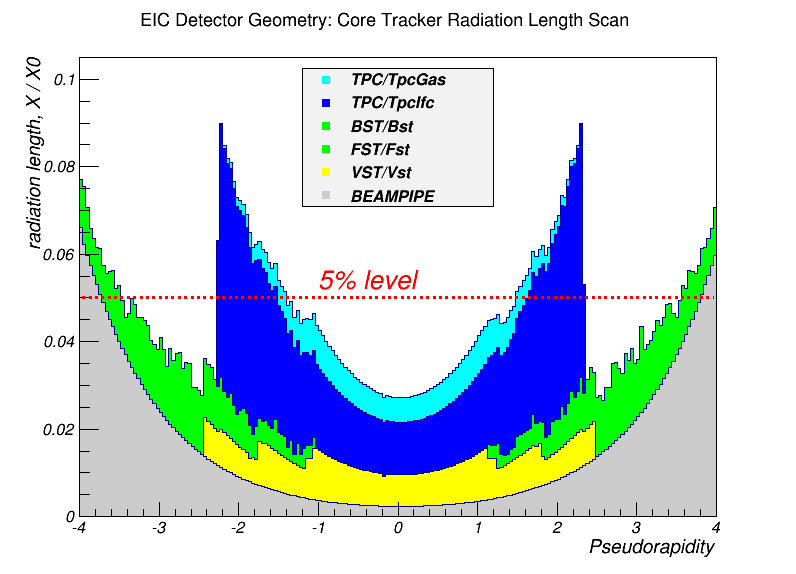 EIC Detector Geometry: Core Tracker Radiation Length Scan
radiation length, X / X0
0.1
0.08
0.06
0.04
0.02
0
TPC/TpcGas
TPC/TpcIfc
BST/Bst
FST/Fst
VST/Vst
BEAMPIPE
5% level
-4 -3 -2 -1 0 1 2 3 4
Pseudorapidity